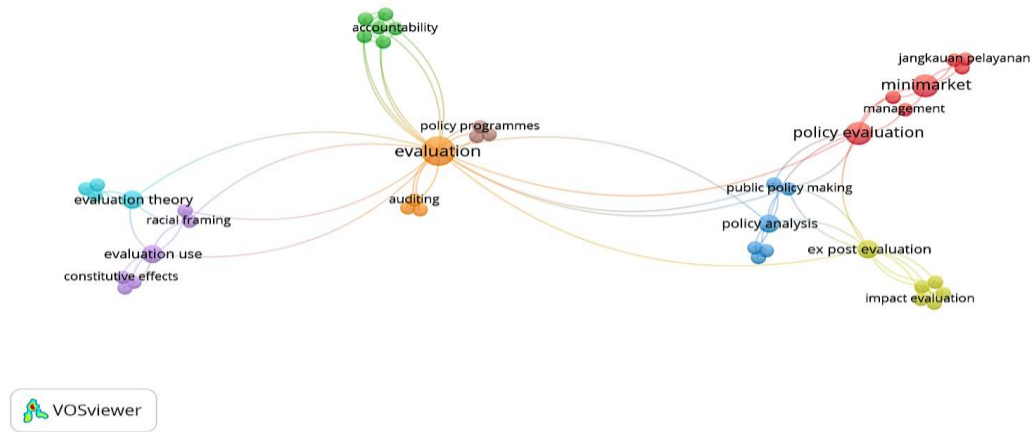 accountability
jangkauan pelayanan
minimarket
management
policy programmes
policy evaluation
evaluation
public policy making
evaluation theory
auditing
racial framing
policy analysis
evaluation use
ex post evaluation
constitutive effects
impact evaluation
VOSviewer